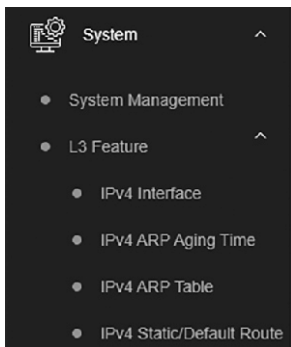 System
System Management
L3 Feature
IPv4 Interface
IPv4 ARP Aging Time
IPv4 ARP Table
IPv4 Static/Default Route